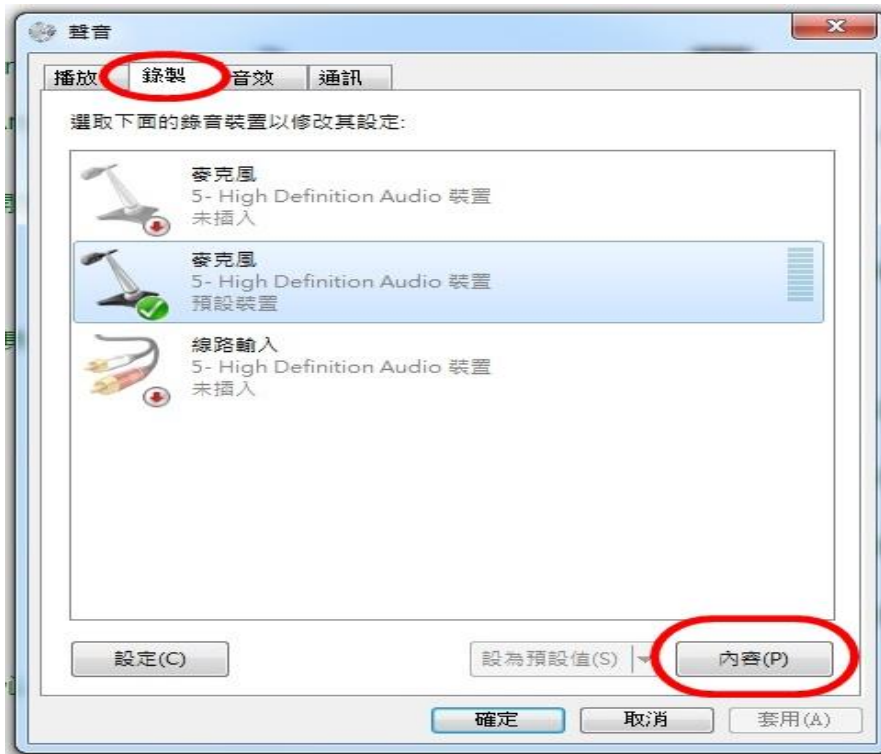 聲音
播放 錄製 音效 通訊
選取下面的錄音裝置以修改其設定:
麥克風
5- High Definition Audio 裝置
未插入
麥克風
5- High Definition Audio 裝置
預設裝置
線路輸入
5- High Definition Audio 裝置
未插入
設定(C) 設為預設值(S) 內容(P)
確定 取消 套用(A)